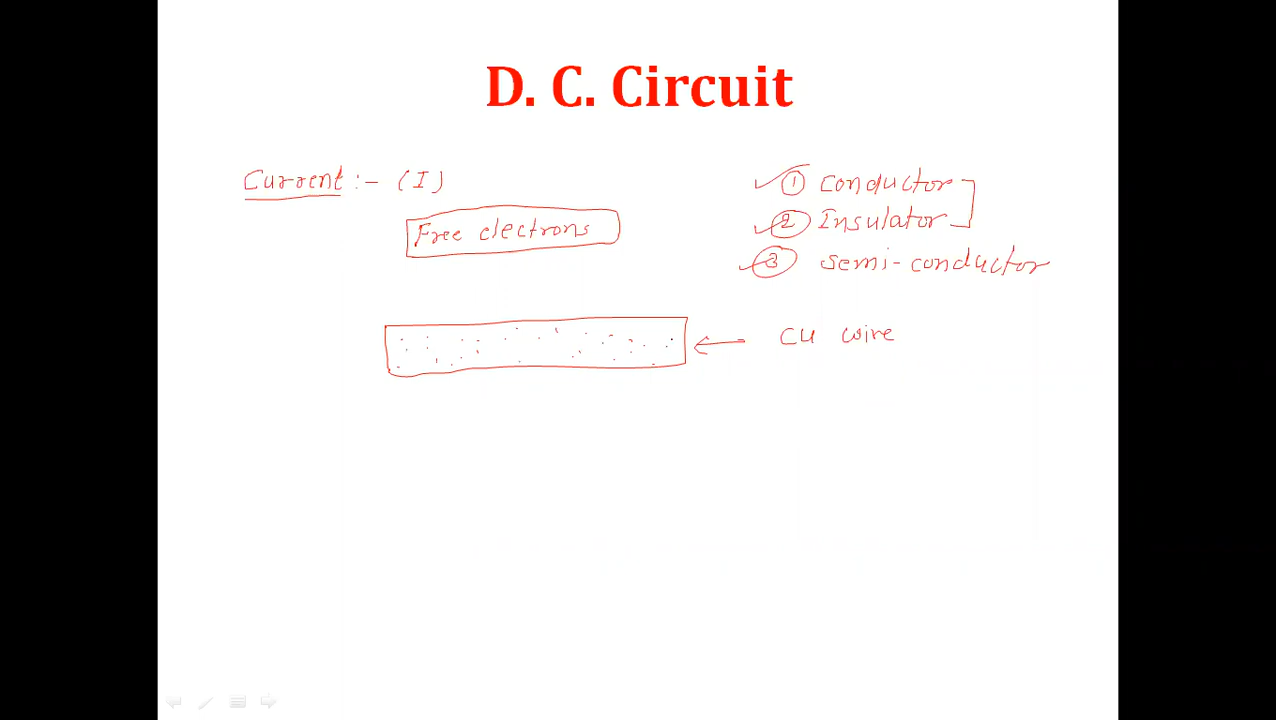 D. C. Circuit
Current :- (I)
Free electrons
① conductor
② Insulator
③ semi-conductor
Cu wire